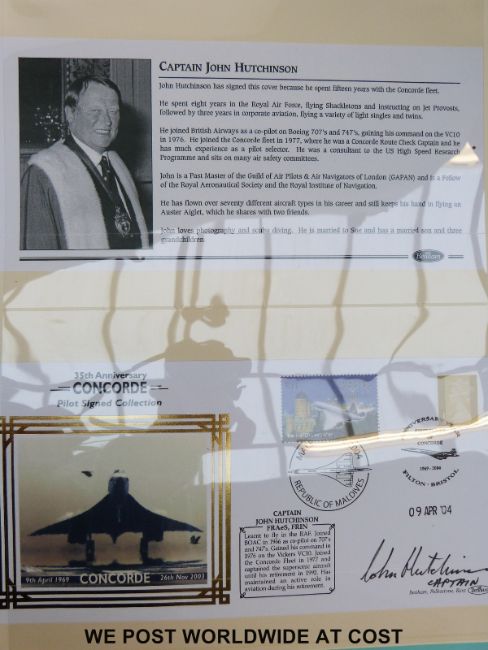 CAPTAIN JOHN HUTCHINSON
John Hutchinson has signed this cover because he spent fifteen years with the Concorde fleet.
He spent eight years in the Royal Air Force, flying Shackletons and instructing on Jet Provosts,
followed by three years in corporate aviation, flying a variety of light singles and twins.
He joined British Airways as a co-pilot on Boeing 707's and 747's, gaining his command on the VC10
in 1976. He joined the Concorde fleet in 1977, where he was a Concorde Route Check Captain and he
has much experience as a pilot selector. He was a consultant to the US High Speed Research
Programme and sits on many air safety committees.
John is a Past Master of the Guild of Air Pilots & Air Navigators of London (GAPAN) and is a Fellow
of the Royal Aeronautical Society and the Royal Institute of Navigation.
He has flown over seventy different aircraft types in his career and still keeps his hand in flying an
Auster Aiglet, which he shares with two friends.
John loves photography and scuba diving. He is married to Sue and has a married son and three
grandchildren
Benham
35th Anniversary
CONCORDE
Pilot Signed Collection
9th April 1969 CONCORDE 26th Nov 2003
REPUBLIC OF MALDIVES
CONCORDE
1969-2004
FILTON - BRISTOL
09 APR '04
CAPTAIN
JOHN HUTCHINSON
FRAeS, FRIN
Learnt to fly in the RAF. Joined
BOAC in 1966 as co-pilot on 707's
and 747's. Gained his command in
1976 on the Vickers VC10. Joined
the Concorde Fleet in 1977 and
captained the supersonic aircraft
until his retirement in 1992. Has
maintained an active role in
aviation during his retirement.
John Hutchinson
CAPTAIN
Benham, Folkestone, Kent
WE POST WORLDWIDE AT COST